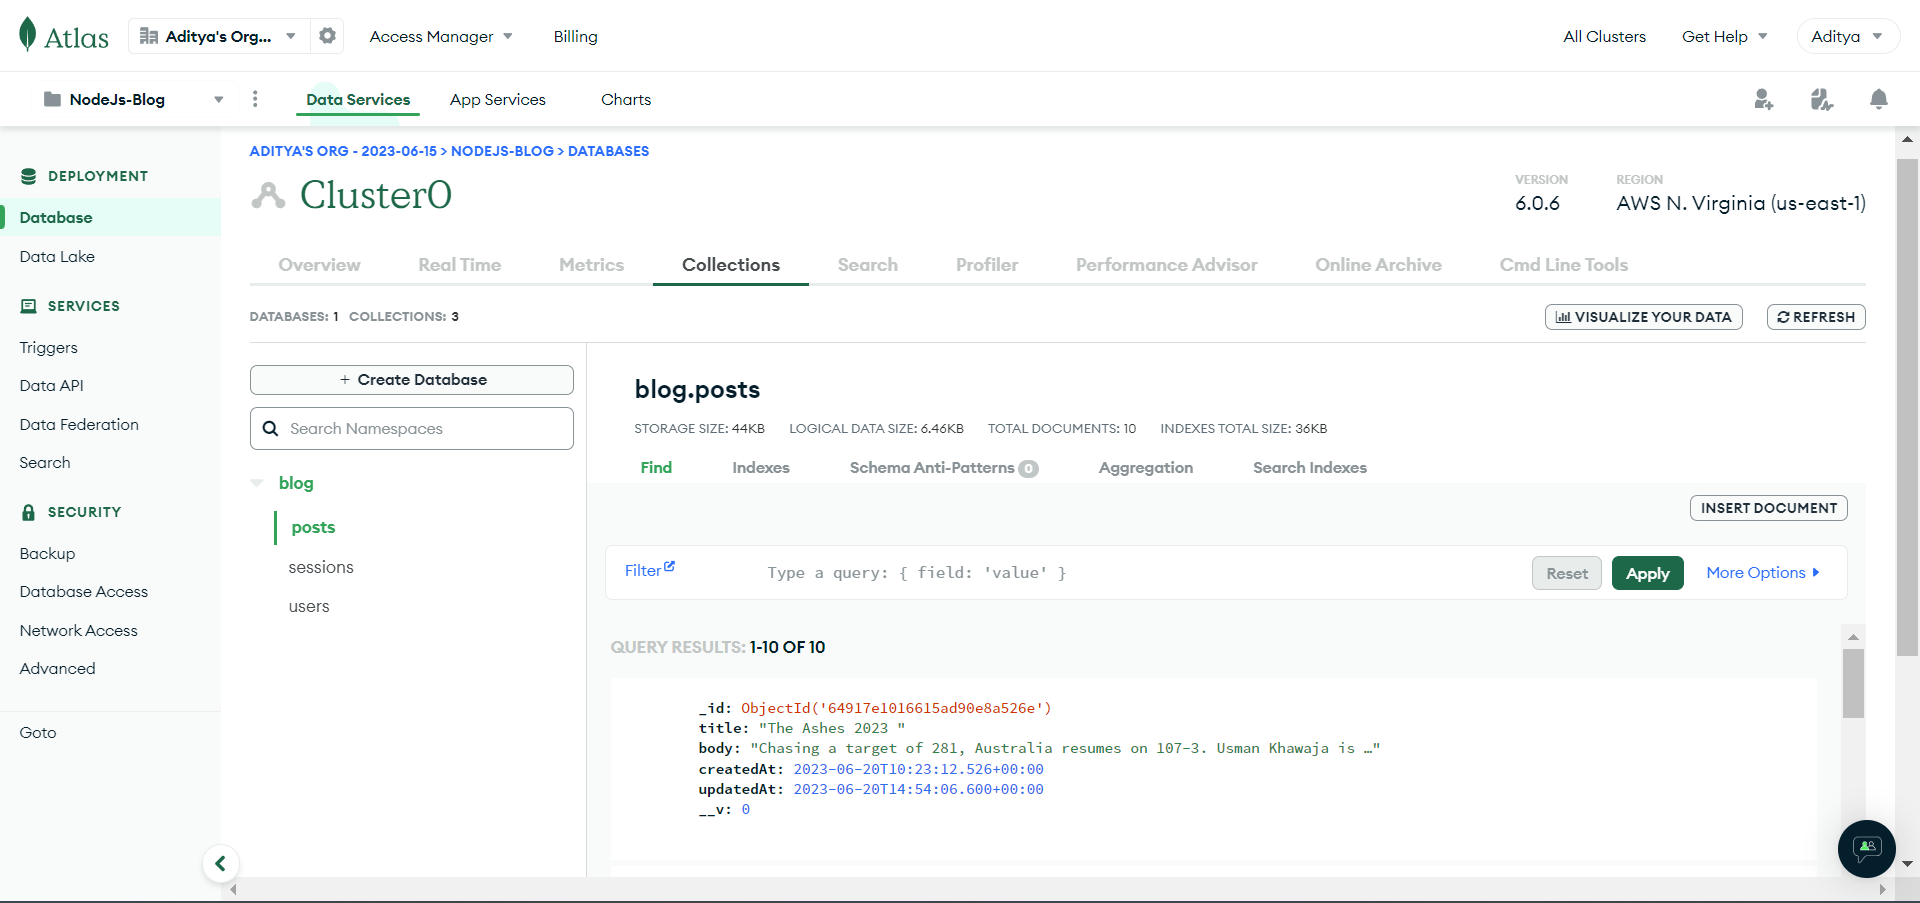 Atlas
Aditya's Org...
Access Manager
Billing
All Clusters
Get Help
Aditya
NodeJs-Blog
Data Services
App Services
Charts
DEPLOYMENT
Database
Data Lake
SERVICES
Triggers
Data API
Data Federation
Search
SECURITY
Backup
Database Access
Network Access
Advanced
Goto
ADITYA'S ORG - 2023-06-15 > NODEJS-BLOG > DATABASES
Cluster0
VERSION
6.0.6
REGION
AWS N. Virginia (us-east-1)
Overview
Real Time
Metrics
Collections
Search
Profiler
Performance Advisor
Online Archive
Cmd Line Tools
DATABASES: 1 COLLECTIONS: 3
VISUALIZE YOUR DATA
REFRESH
+ Create Database
Search Namespaces
blog
posts
sessions
users
blog.posts
STORAGE SIZE: 44KB LOGICAL DATA SIZE: 6.46KB TOTAL DOCUMENTS: 10 INDEXES TOTAL SIZE: 36KB
Find
Indexes
Schema Anti-Patterns 0
Aggregation
Search Indexes
INSERT DOCUMENT
Filter
Type a query: { field: 'value' }
Reset
Apply
More Options
QUERY RESULTS: 1-10 OF 10
_id: ObjectId('64917e1016615ad90e8a526e')
title: "The Ashes 2023 "
body: "Chasing a target of 281, Australia resumes on 107-3. Usman Khawaja is …"
createdAt: 2023-06-20T10:23:12.526+00:00
updatedAt: 2023-06-20T14:54:06.600+00:00
__v: 0